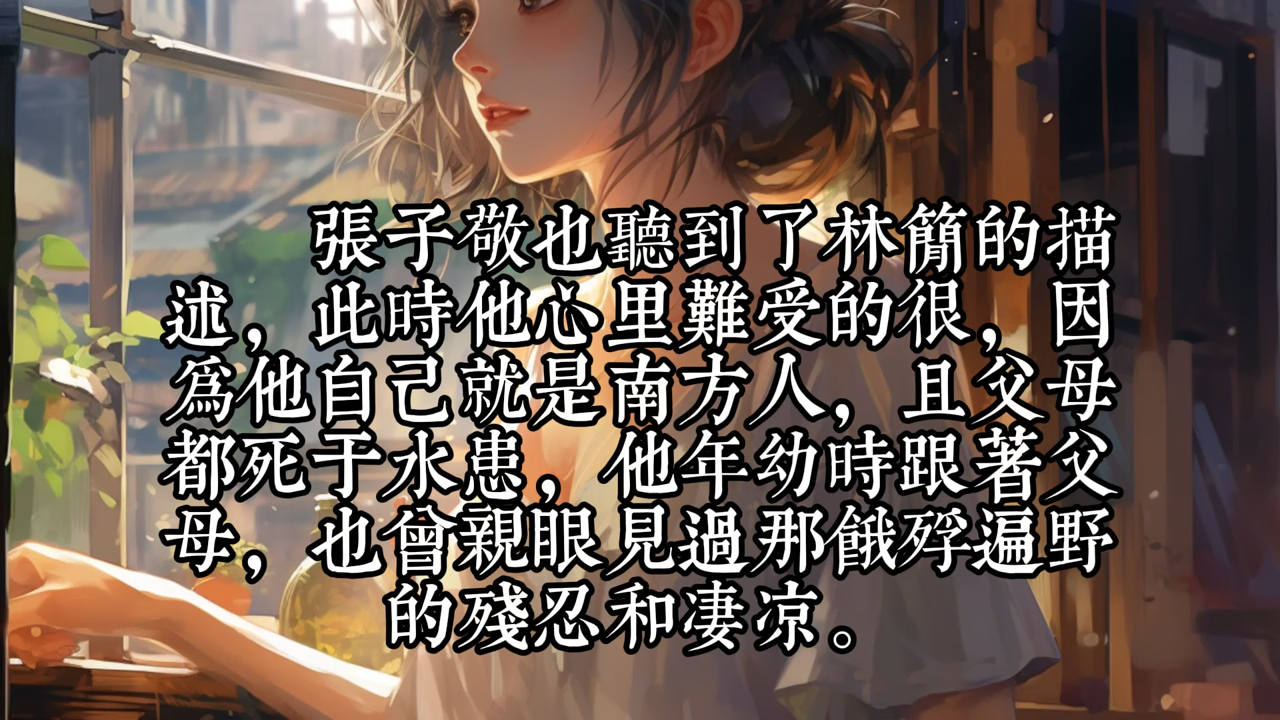 張子敬也聽到了林簡的描
述，此時他心里難受的很，因
爲他自己就是南方人，且父母
都死于水患，他年幼時跟著父
母，也曾親眼見過那餓殍遍野
的殘忍和凄凉。